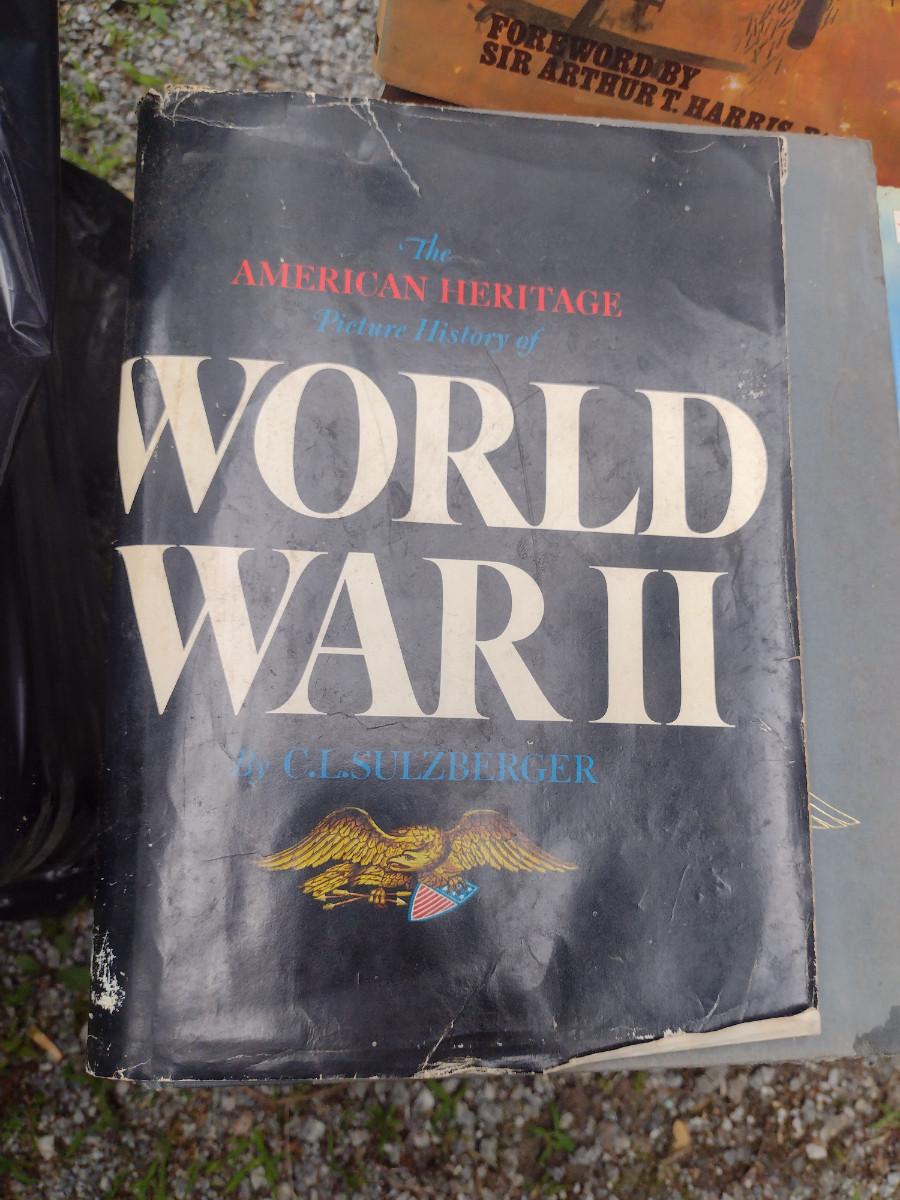 FOREWORD BY
SIR ARTHUR T. HARRIS,
The
AMERICAN HERITAGE
Picture History of
WORLD
WAR II
By C.L.SULZBERGER